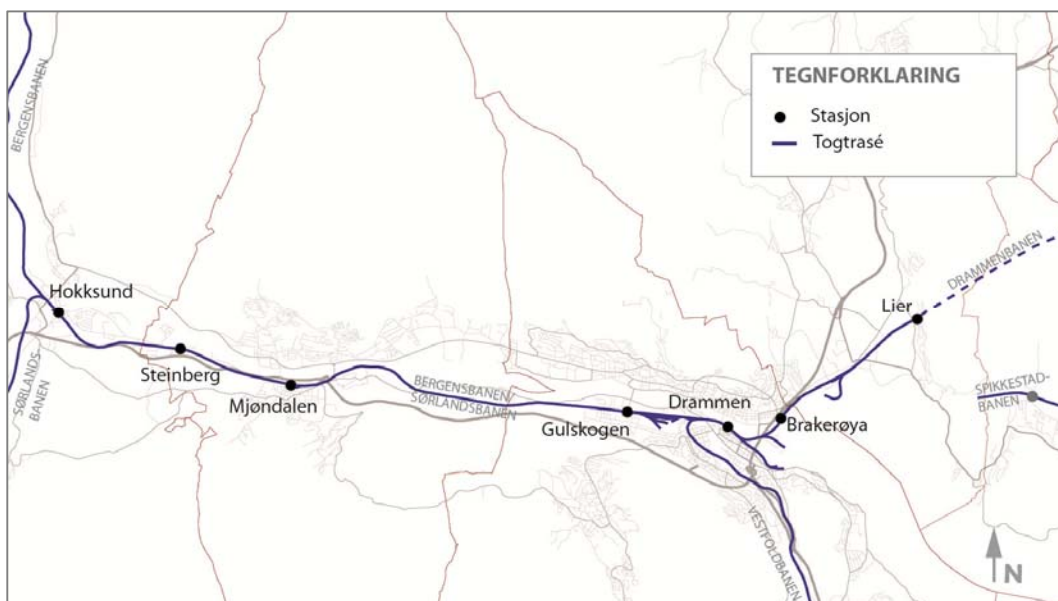 TEGNFORKLARING
Stasjon
Togtrasé
BERGENSBANEN
Hokksund
SØRLANDS-
BANEN
Steinberg
Mjøndalen
BERGENSBANEN/
SØRLANDSBANEN
Gulskogen
Drammen
Brakerøya
VESTFOLDBANEN
Lier
DRAMMENBANEN
SPIKKESTAD-
BANEN
N